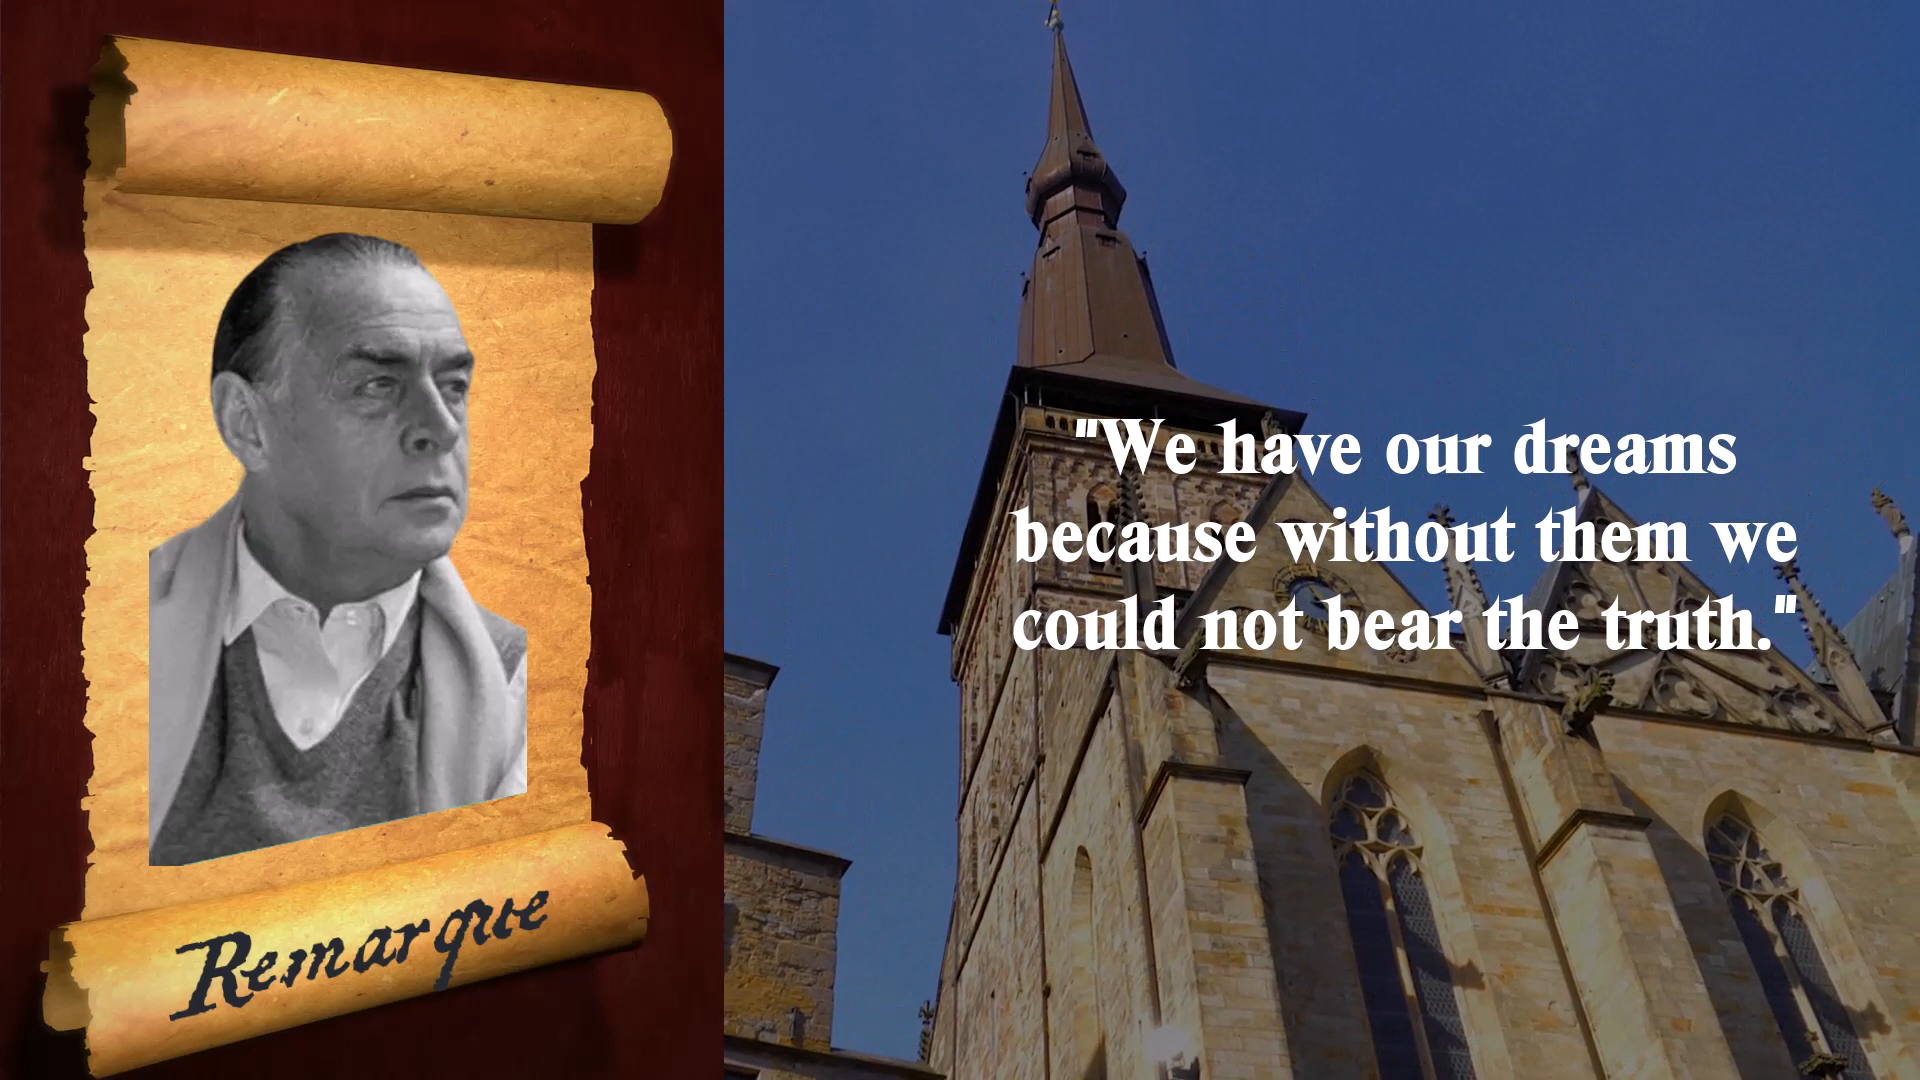 Remarque
"We have our dreams
because without them we
could not bear the truth."